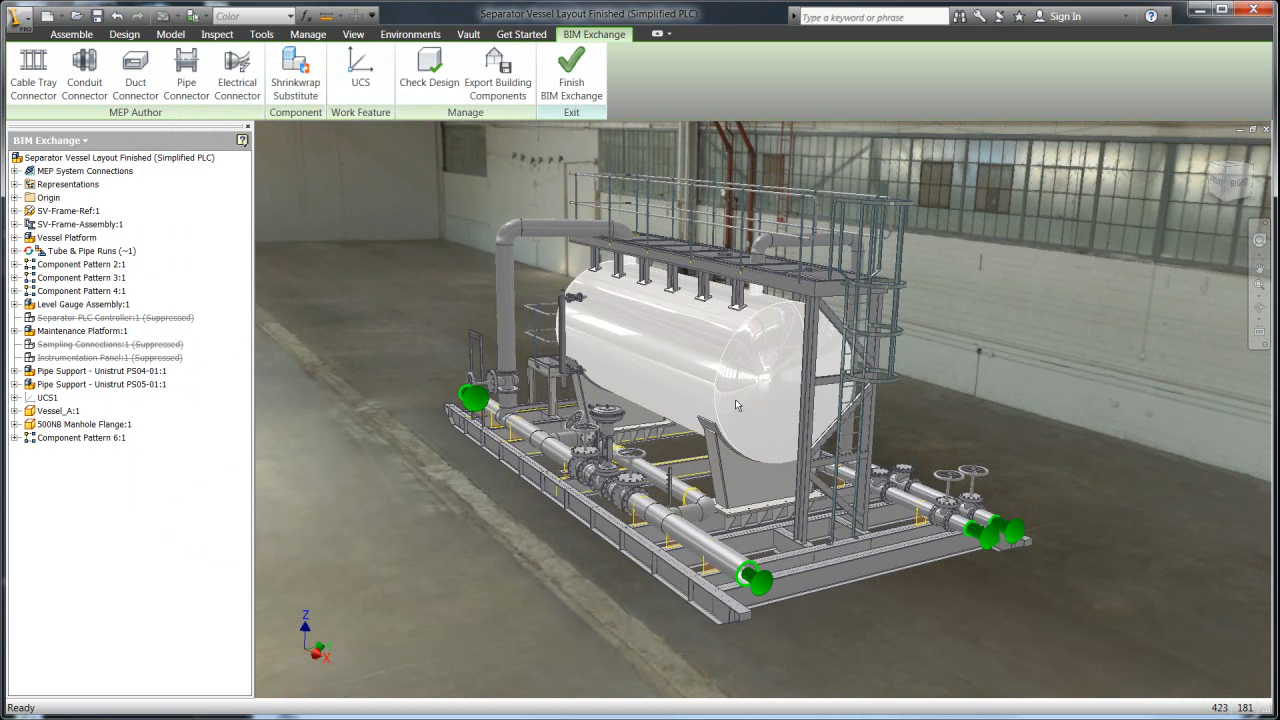 Separator Vessel Layout Finished (Simplified PLC)
Color
Type a keyword or phrase
Sign In
PRO
Assemble Design Model Inspect Tools Manage View Environments Vault Get Started BIM Exchange
Cable Tray Connector
Conduit Connector
Duct Connector
Pipe Connector
Electrical Connector
Shrinkwrap Substitute
UCS
Check Design
Export Building Components
Finish BIM Exchange
MEP Author Component Work Feature Manage Exit
BIM Exchange
Separator Vessel Layout Finished (Simplified PLC)
MEP System Connections
Representations
Origin
SV-Frame-Ref:1
SV-Frame-Assembly:1
Vessel Platform
Tube & Pipe Runs (~1)
Component Pattern 2:1
Component Pattern 3:1
Component Pattern 4:1
Level Gauge Assembly:1
Separator PLC Controller:1 (Suppressed)
Maintenance Platform:1
Sampling Connections:1 (Suppressed)
Instrumentation Panel:1 (Suppressed)
Pipe Support - Unistrut PS04-01:1
Pipe Support - Unistrut PS05-01:1
UCS1
Vessel_A:1
500NB Manhole Flange:1
Component Pattern 6:1
RIGHT
Z
X
Ready
423 181